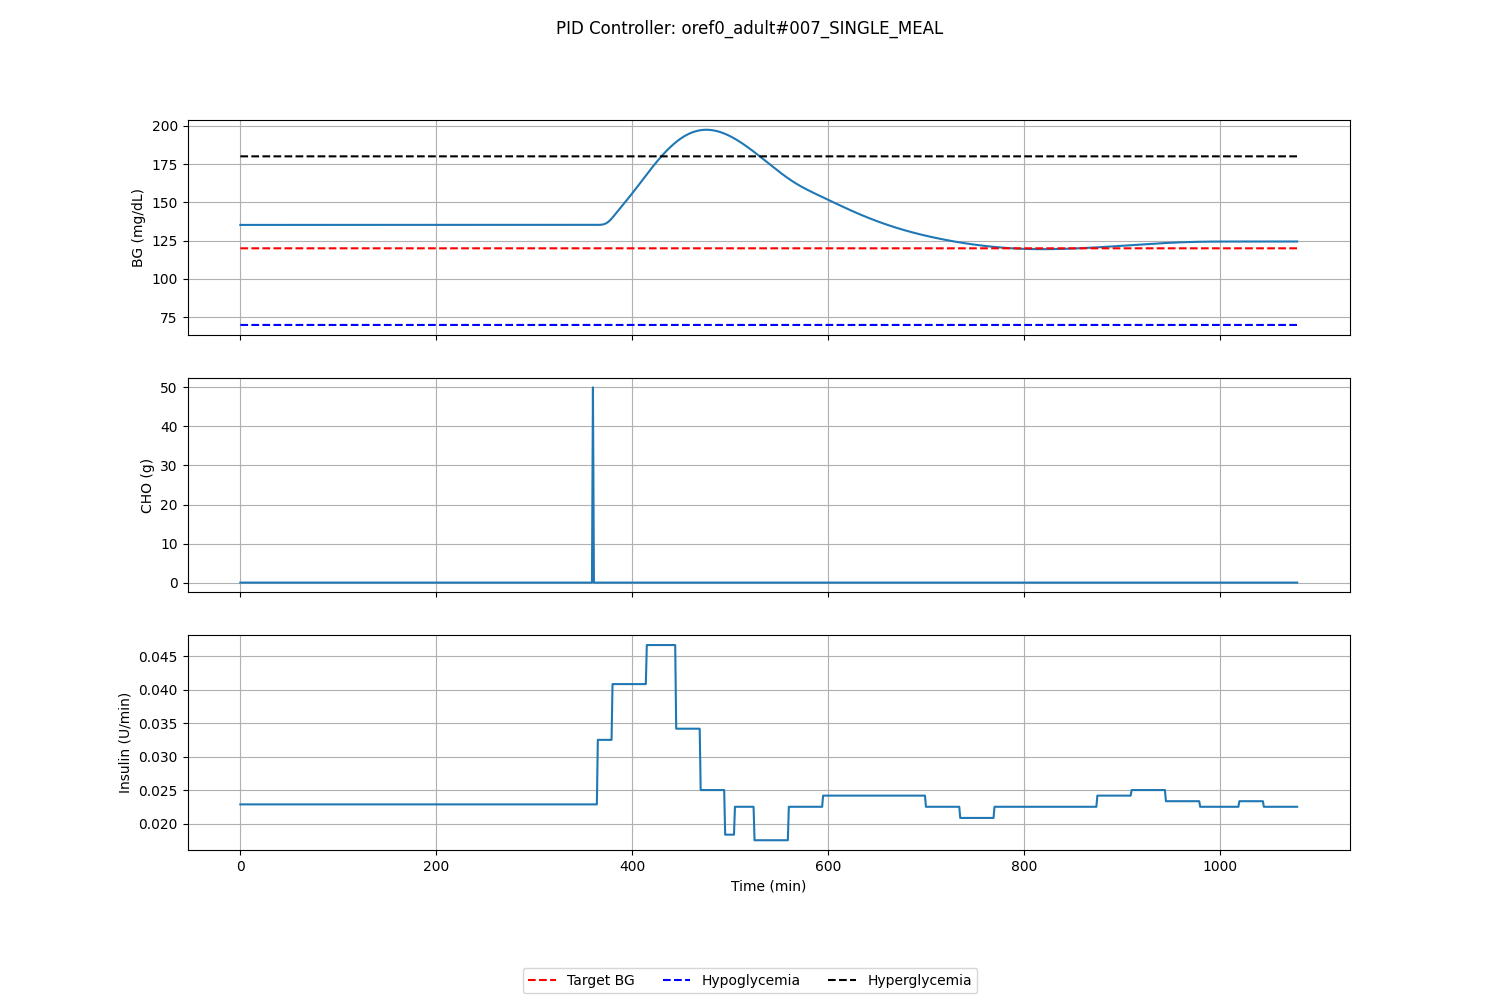 PID Controller: oref0_adult#007_SINGLE_MEAL
200
175
150
125
100
75
BG (mg/dL)
50
40
30
20
10
0
CHO (g)
0.045
0.040
0.035
0.030
0.025
0.020
Insulin (U/min)
0 200 400 600 800 1000
Time (min)
Target BG Hypoglycemia Hyperglycemia